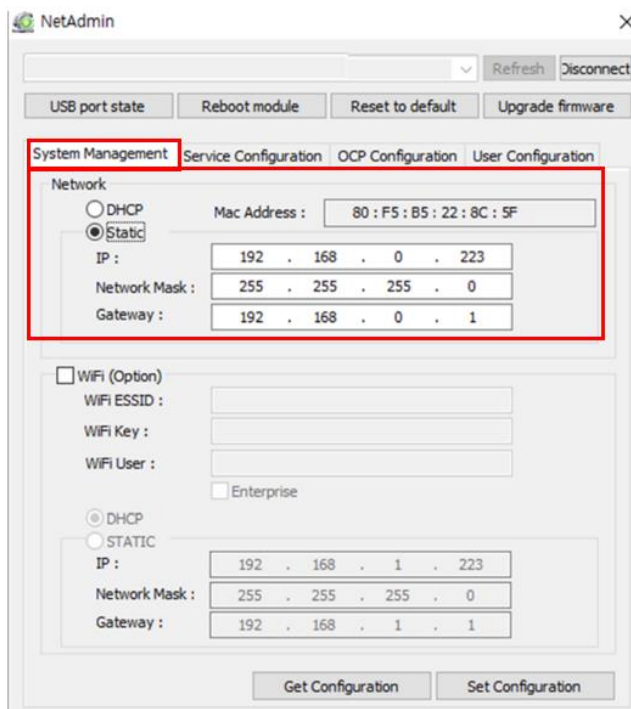 NetAdmin
Refresh Disconnect
USB port state Reboot module Reset to default Upgrade firmware
System Management Service Configuration OCP Configuration User Configuration
Network
DHCP Mac Address : 80 : F5 : B5 : 22 : 8C : 5F
Static
IP : 192 . 168 . 0 . 223
Network Mask : 255 . 255 . 255 . 0
Gateway : 192 . 168 . 0 . 1
WiFi (Option)
WiFi ESSID :
WiFi Key :
WiFi User :
Enterprise
DHCP
STATIC
IP : 192 . 168 . 1 . 223
Network Mask : 255 . 255 . 255 . 0
Gateway : 192 . 168 . 1 . 1
Get Configuration Set Configuration